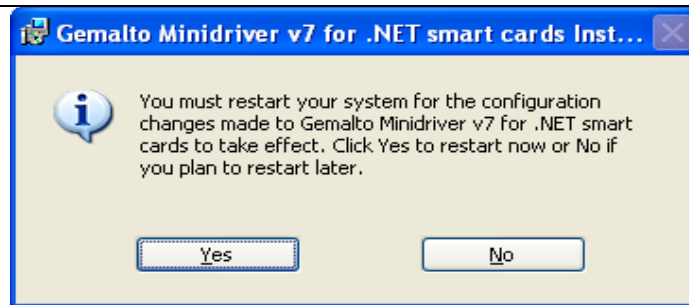 Gemalto Minidriver v7 for .NET smart cards Inst...
You must restart your system for the configuration
changes made to Gemalto Minidriver v7 for .NET smart
cards to take effect. Click Yes to restart now or No if
you plan to restart later.
Yes
No